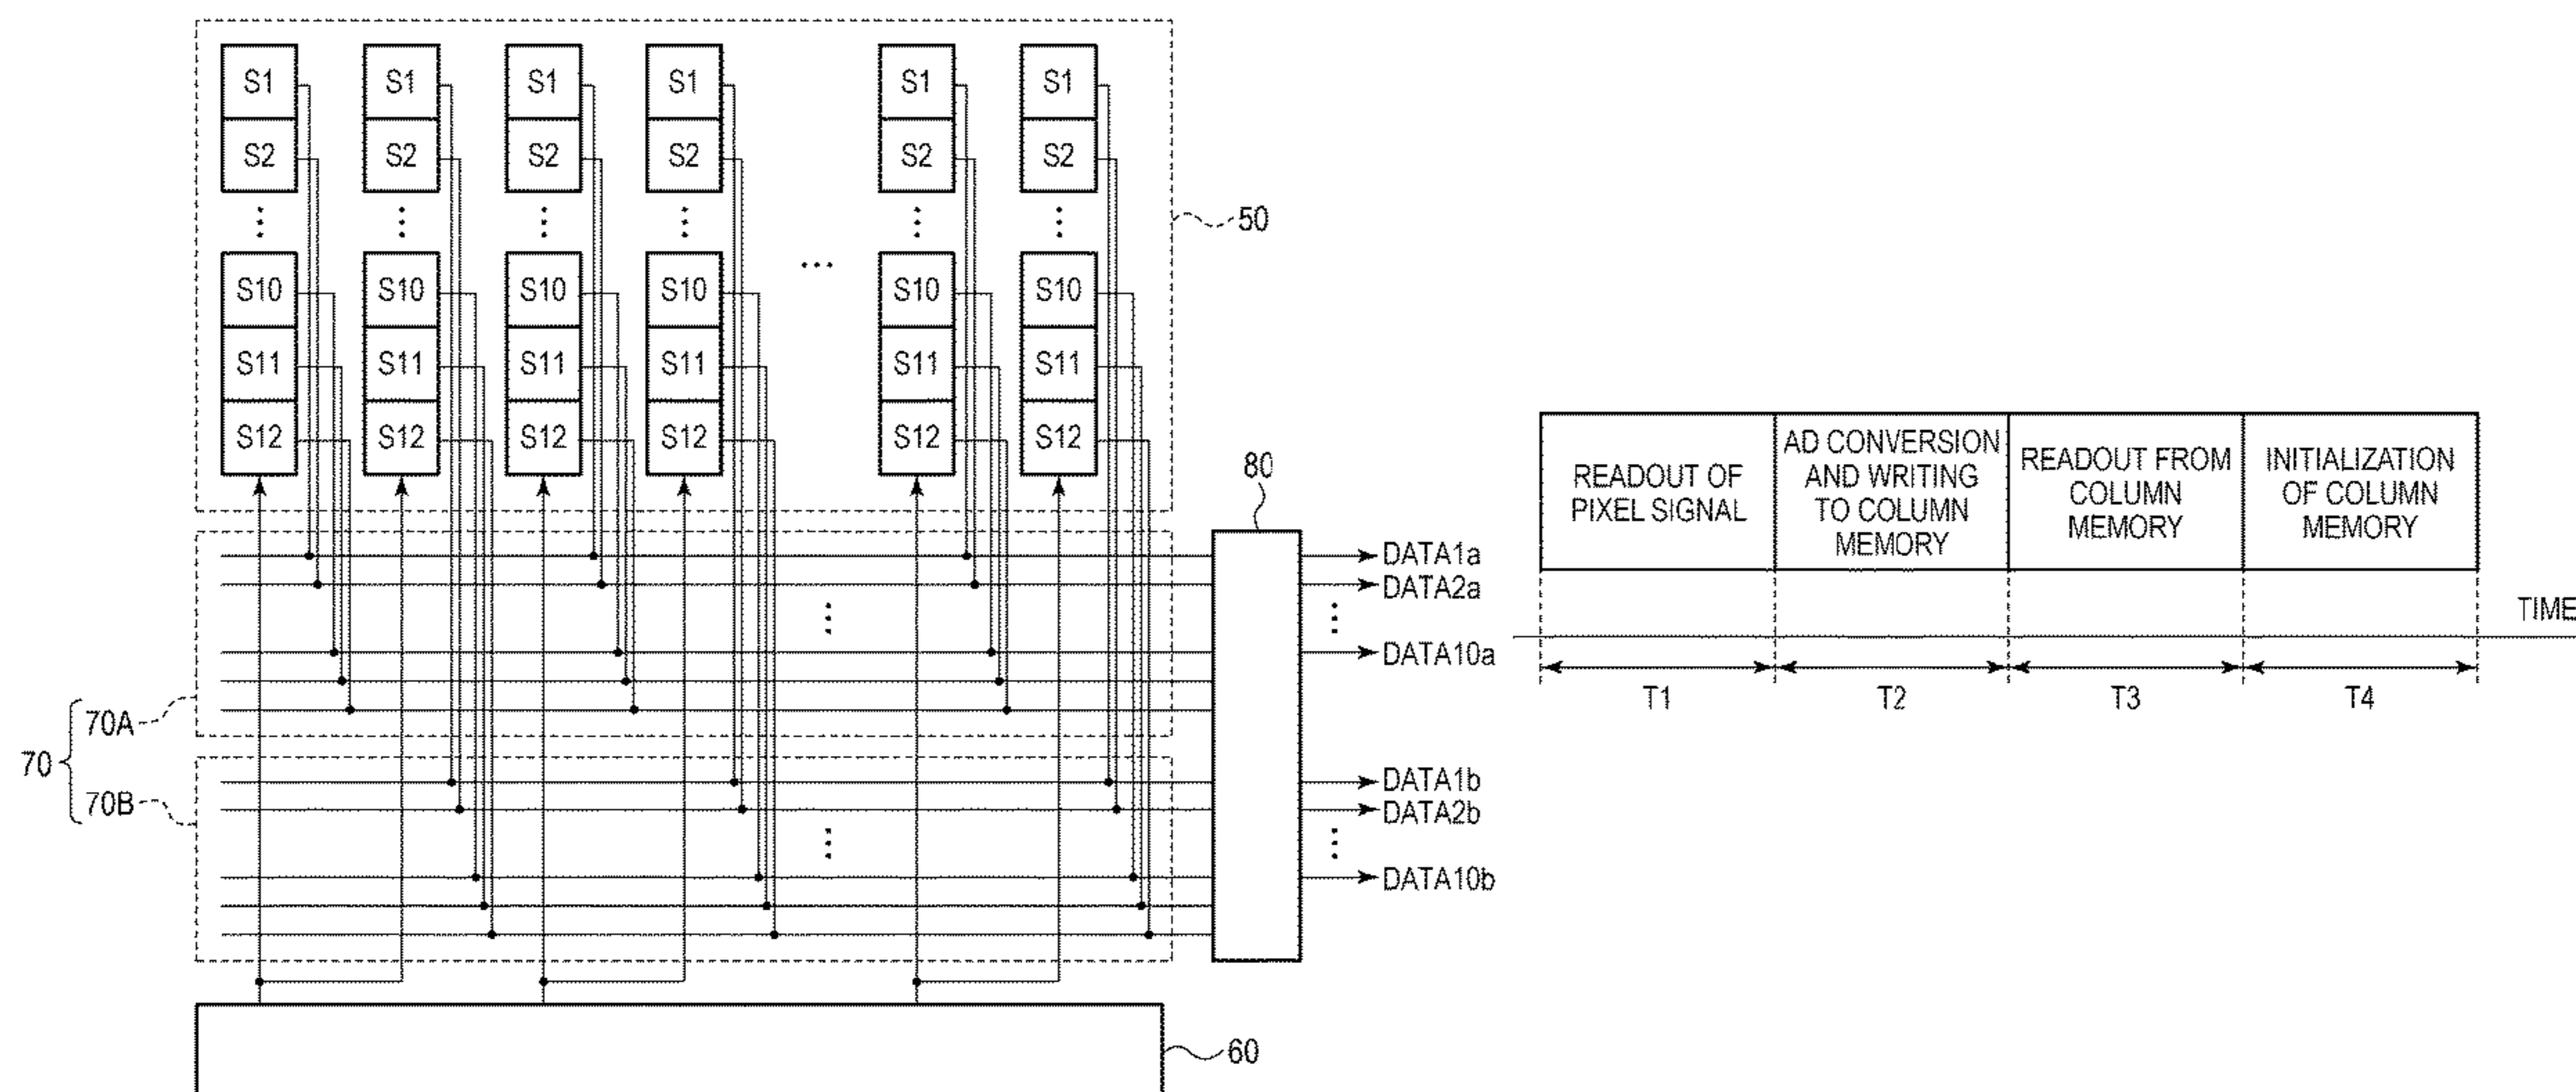 S1 S1 S1 S1 S1 S1
S2 S2 S2 S2 S2 S2
50
S10 S10 S10 S10 S10 S10
S11 S11 S11 S11 S11 S11
S12 S12 S12 S12 S12 S12
80
DATA1a
DATA2a
DATA10a
70A
70
70B
DATA1b
DATA2b
DATA10b
60
READOUT OF
PIXEL SIGNAL
AD CONVERSION
AND WRITING
TO COLUMN
MEMORY
READOUT FROM
COLUMN
MEMORY
INITIALIZATION
OF COLUMN
MEMORY
TIME
T1 T2 T3 T4